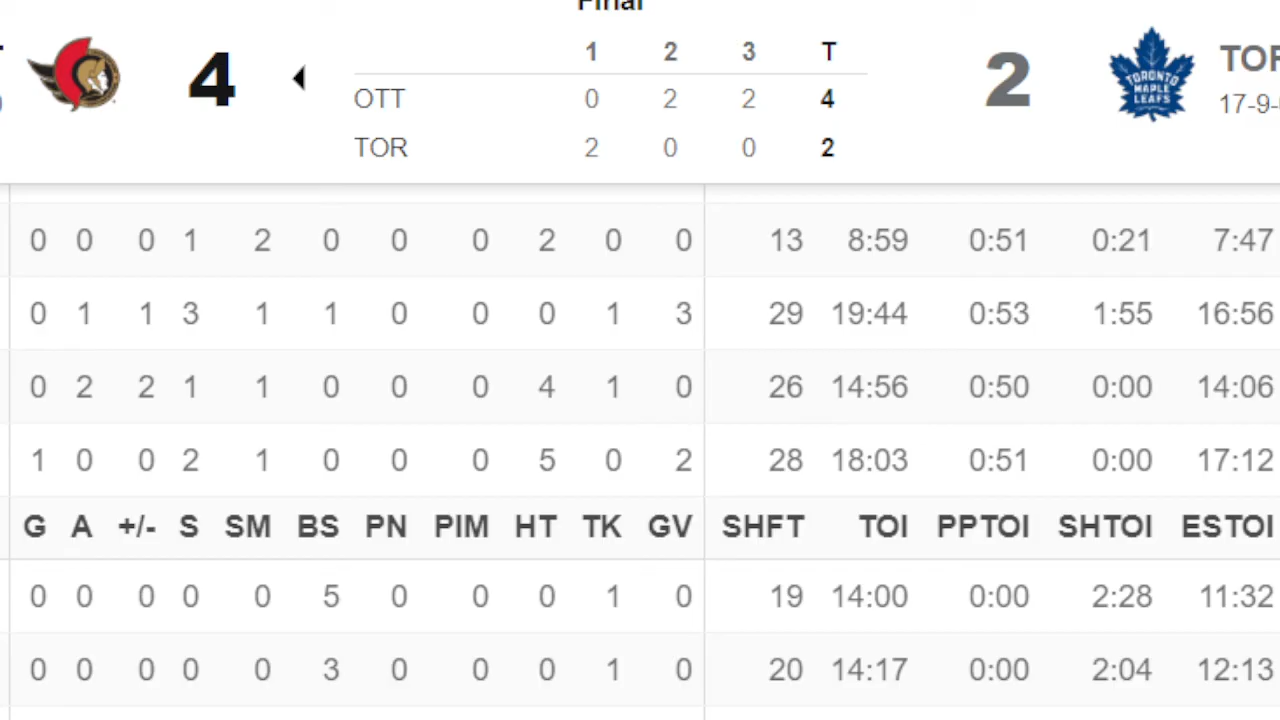 Final
4
1 2 3 T
OTT 0 2 2 4
TOR 2 0 0 2
2
TORONTO MAPLE LEAFS
TOR
17-9-
0 0 0 1 2 0 0 0 2 0 0 13 8:59 0:51 0:21 7:47
0 1 1 3 1 1 0 0 0 1 3 29 19:44 0:53 1:55 16:56
0 2 2 1 1 0 0 0 4 1 0 26 14:56 0:50 0:00 14:06
1 0 0 2 1 0 0 0 5 0 2 28 18:03 0:51 0:00 17:12
G A +/- S SM BS PN PIM HT TK GV SHFT TOI PPTOI SHTOI ESTOI
0 0 0 0 0 5 0 0 0 1 0 19 14:00 0:00 2:28 11:32
0 0 0 0 0 3 0 0 0 1 0 20 14:17 0:00 2:04 12:13